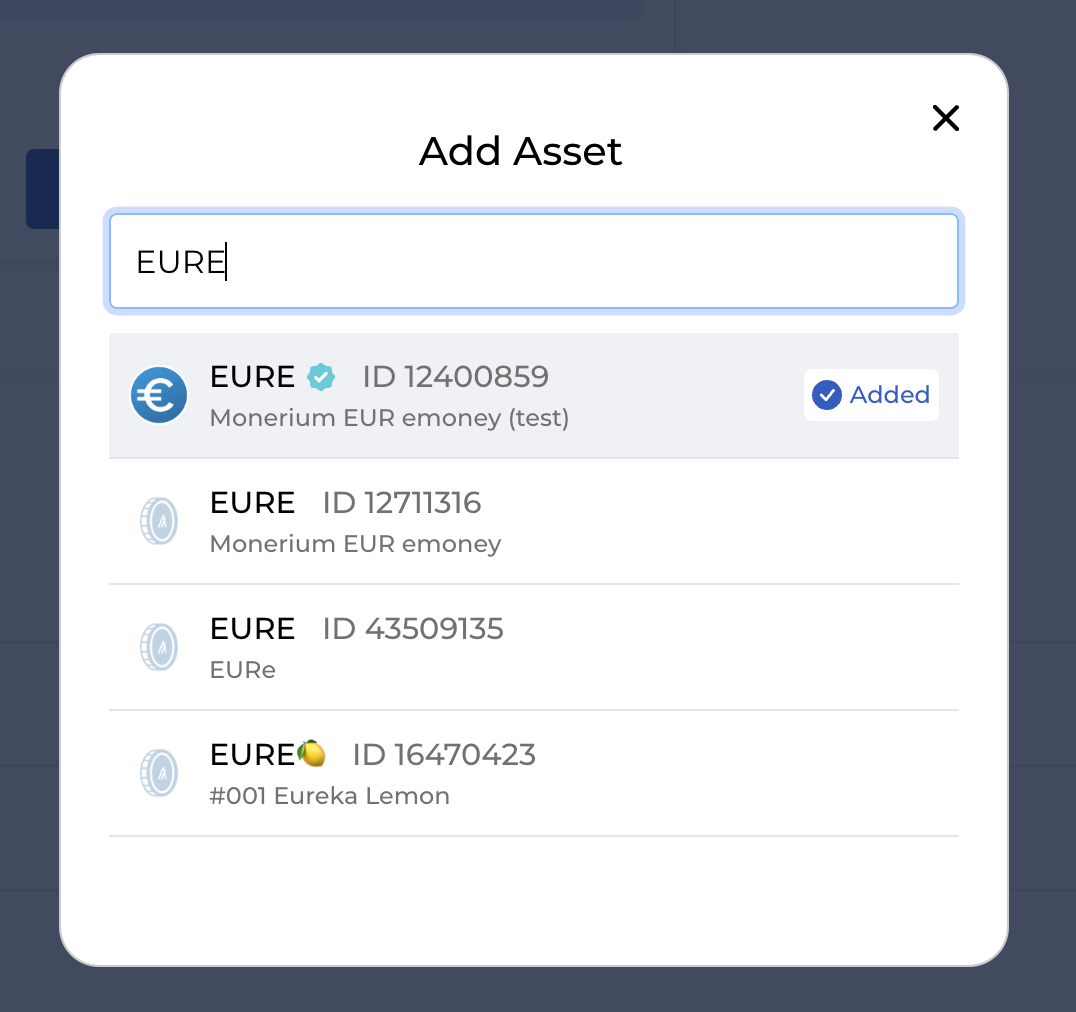 Add Asset
EURE
EURE ID 12400859
Monerium EUR emoney (test)
Added
EURE ID 12711316
Monerium EUR emoney
EURE ID 43509135
EURe
EURE🍋 ID 16470423
#001 Eureka Lemon